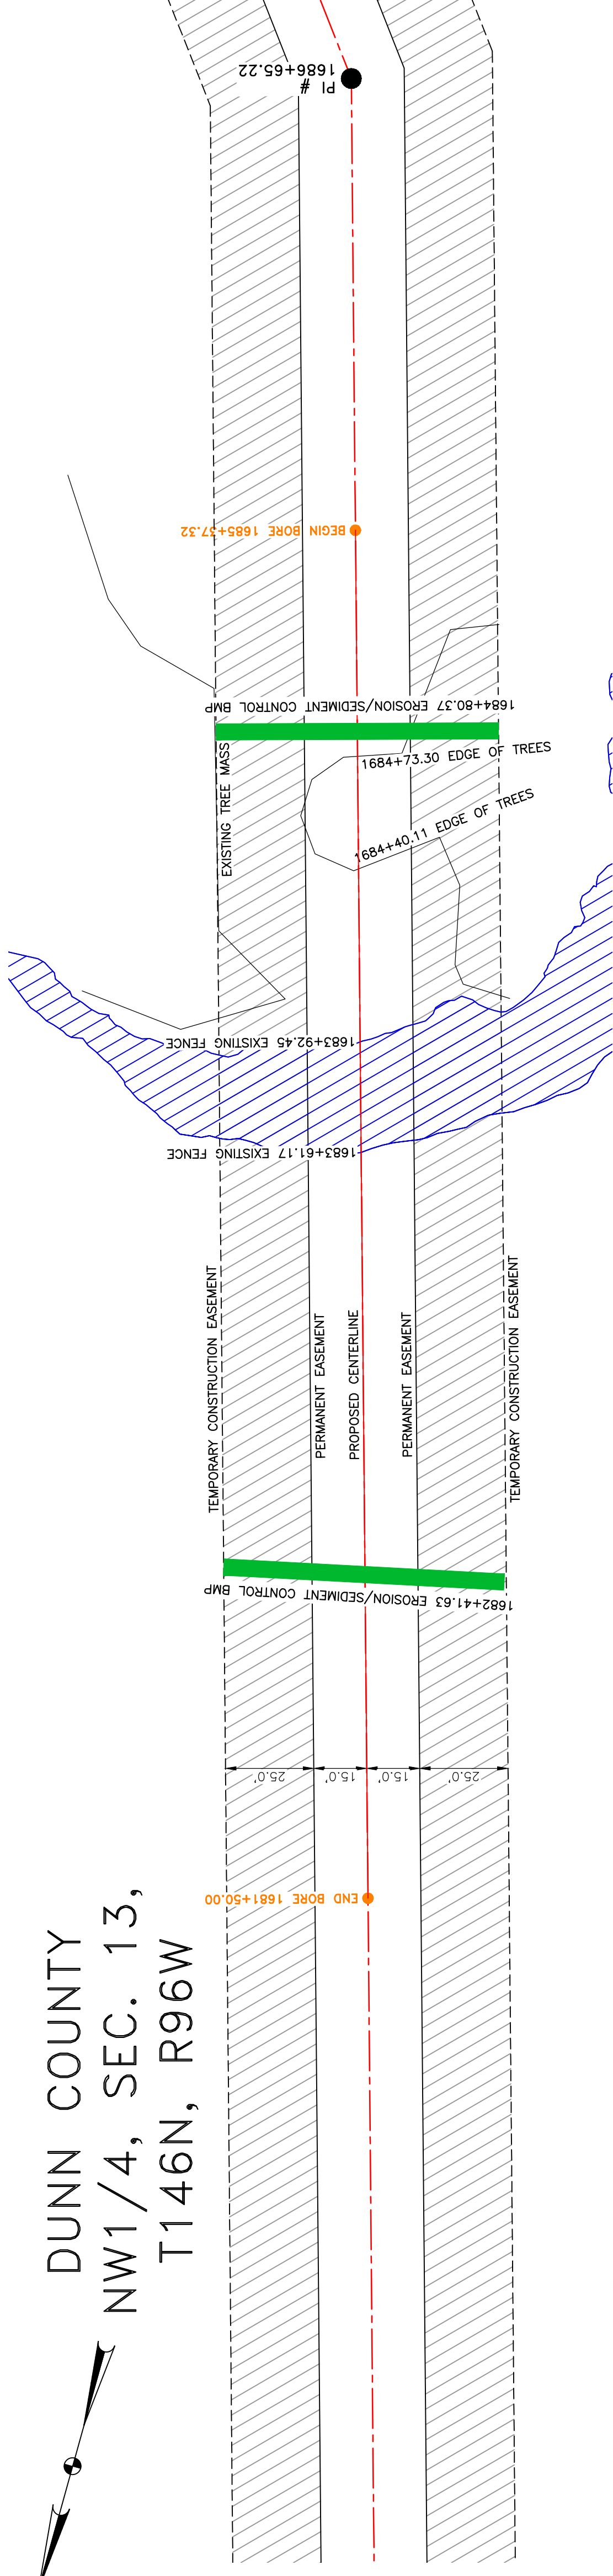 PI #
1686+65.22
BEGIN BORE 1685+37.32
1684+80.37 EROSION/SEDIMENT CONTROL BMP
EXISTING TREE MASS
1684+73.30 EDGE OF TREES
1684+40.11 EDGE OF TREES
1683+92.45 EXISTING FENCE
1683+61.17 EXISTING FENCE
TEMPORARY CONSTRUCTION EASEMENT
PERMANENT EASEMENT
PROPOSED CENTERLINE
PERMANENT EASEMENT
TEMPORARY CONSTRUCTION EASEMENT
1682+41.63 EROSION/SEDIMENT CONTROL BMP
25.0'
15.0'
15.0'
25.0'
END BORE 1681+50.00
DUNN COUNTY
NW1/4, SEC. 13,
T146N, R96W